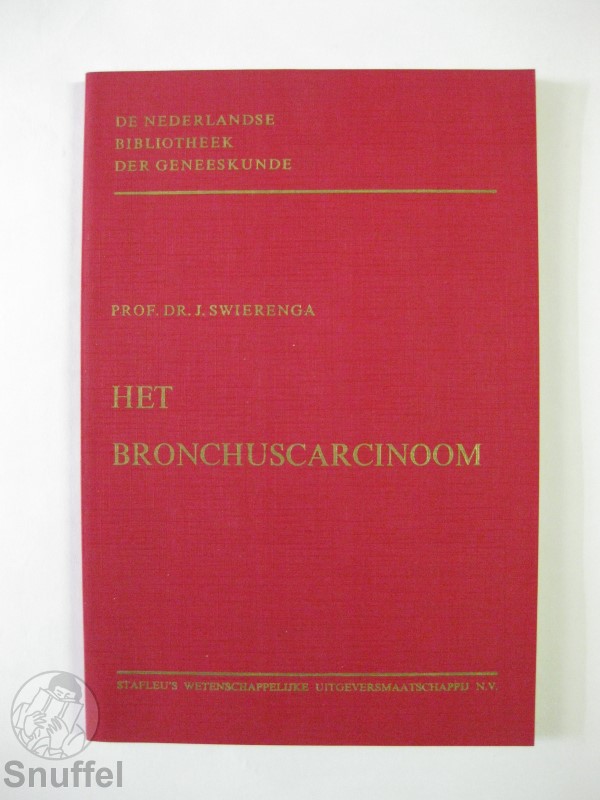 DE NEDERLANDSE
BIBLIOTHEEK
DER GENEESKUNDE
PROF. DR. J. SWIERENGA
HET
BRONCHUSCARCINOOM
STAFLEU'S WETENSCHAPPELIJKE UITGEVERSMAATSCHAPPIJ N.V.
Snuffel